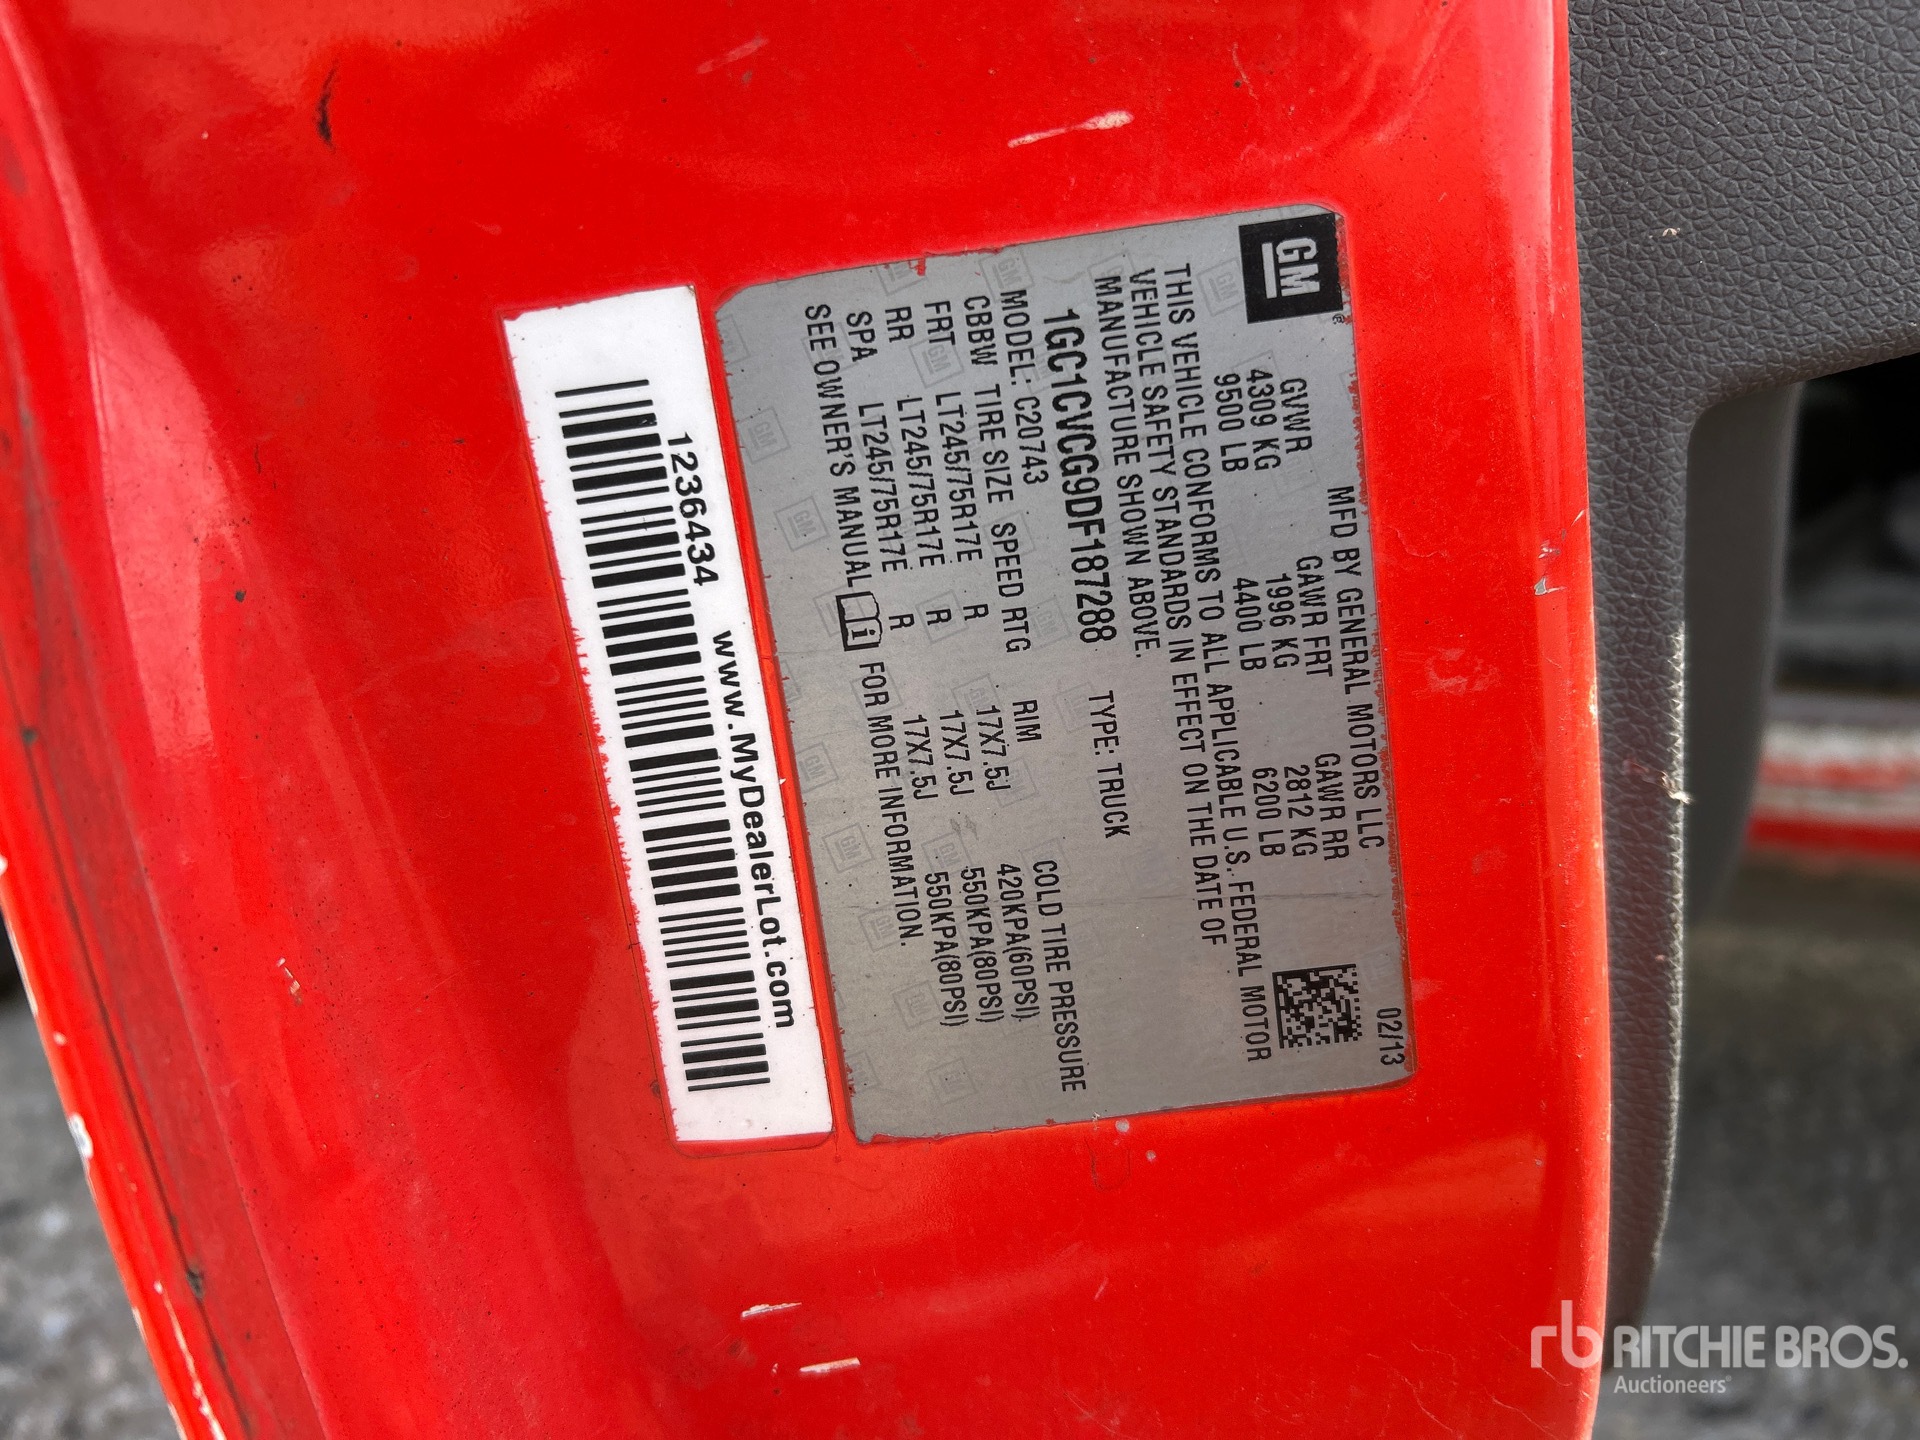 GM
MFD BY GENERAL MOTORS LLC 02/13
GVWR GAWR FRT GAWR RR
4309 KG 1996 KG 2812 KG
9500 LB 4400 LB 6200 LB
THIS VEHICLE CONFORMS TO ALL APPLICABLE U.S. FEDERAL MOTOR
VEHICLE SAFETY STANDARDS IN EFFECT ON THE DATE OF
MANUFACTURE SHOWN ABOVE.
1GC1CVCG9DF187288 TYPE: TRUCK
MODEL: C20743
CBBW TIRE SIZE SPEED RTG RIM COLD TIRE PRESSURE
FRT LT245/75R17E R 17X7.5J 420KPA(60PSI)
RR LT245/75R17E R 17X7.5J 550KPA(80PSI)
SPA LT245/75R17E R 17X7.5J 550KPA(80PSI)
SEE OWNER'S MANUAL i FOR MORE INFORMATION.
1236434 www.MyDealerLot.com
rb RITCHIE BROS.
Auctioneers